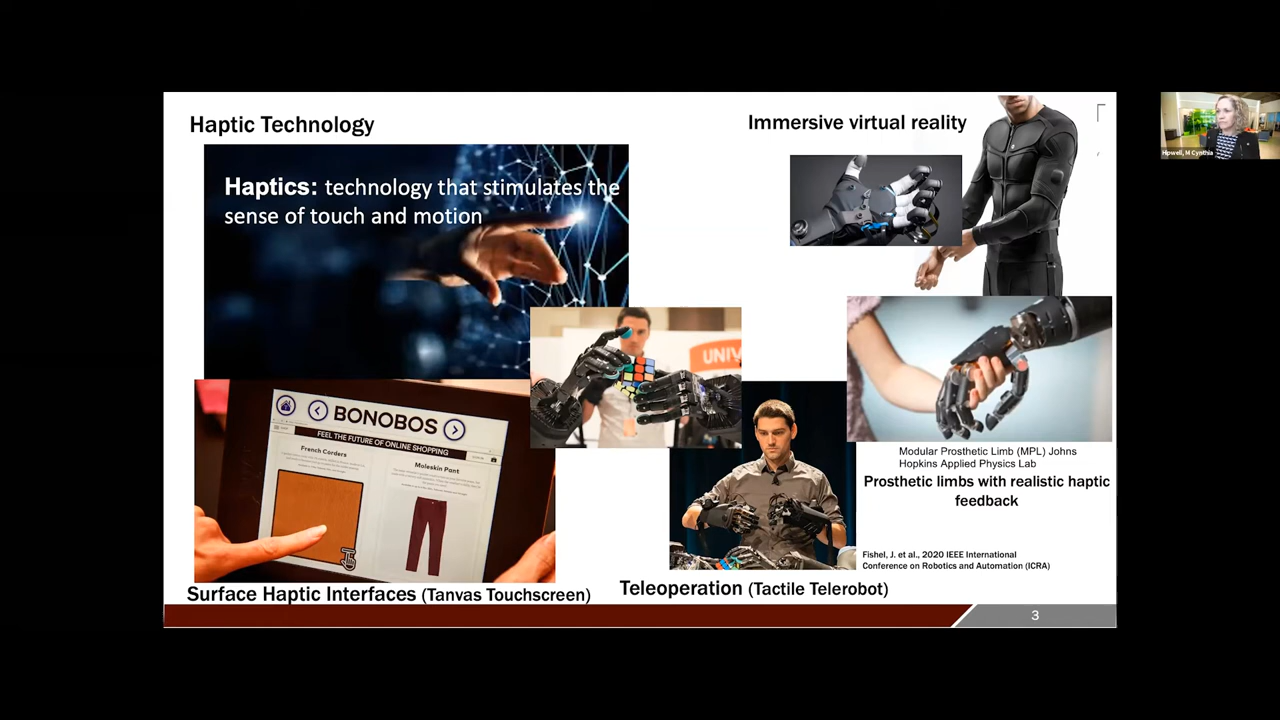 Haptic Technology
Haptics: technology that stimulates the
sense of touch and motion
Immersive virtual reality
UNIV
BONOBOS
FEEL THE FUTURE OF ONLINE SHOPPING
French Corders
Moleskin Pant
Modular Prosthetic Limb (MPL) Johns
Hopkins Applied Physics Lab
Prosthetic limbs with realistic haptic
feedback
Fishel, J. et al., 2020 IEEE International
Conference on Robotics and Automation (ICRA)
Surface Haptic Interfaces (Tanvas Touchscreen)
Teleoperation (Tactile Telerobot)
3
Hipwell, M Cynthia